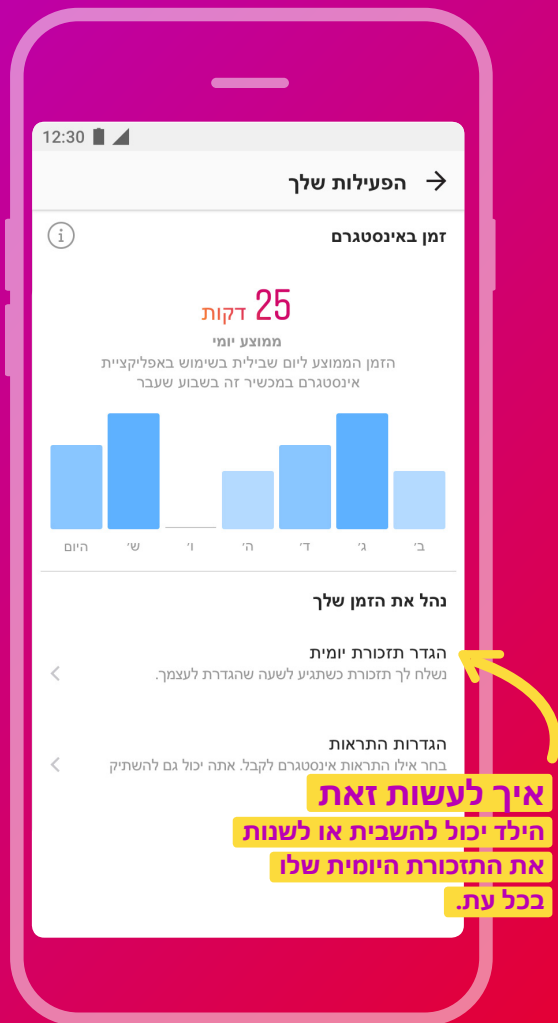 12:30
הפעילות שלך
זמן באינסטגרם
25 דקות
ממוצע יומי
הזמן הממוצע ליום שבילית בשימוש באפליקציית
אינסטגרם במכשיר זה בשבוע שעבר
ב׳ ג׳ ד׳ ה׳ ו׳ ש׳ היום
נהל את הזמן שלך
הגדר תזכורת יומית
נשלח לך תזכורת כשתגיע לשעה שהגדרת לעצמך.
הגדרות התראות
בחר אילו התראות אינסטגרם לקבל. אתה יכול גם להשתיק
איך לעשות זאת
הילד יכול להשבית או לשנות
את התזכורת היומית שלו
בכל עת.